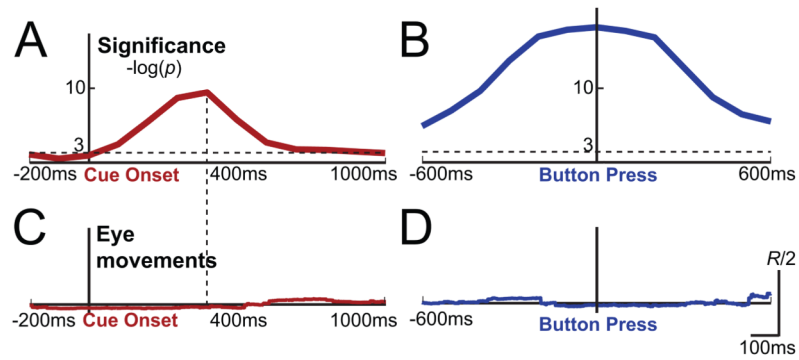 A
Significance
-log(p)
10
3
-200ms
Cue Onset
400ms
1000ms
B
10
3
-600ms
Button Press
600ms
C
Eye
movements
-200ms
Cue Onset
400ms
1000ms
D
R/2
-600ms
Button Press
100ms